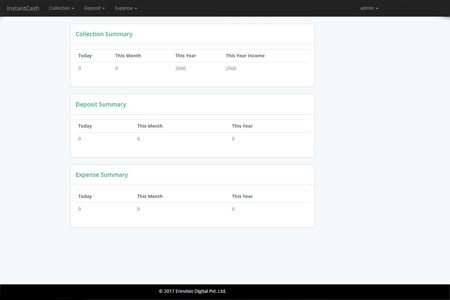 InstantCash Collection Deposit Expense admin
Collection Summary
Today This Month This Year This Year Income
0 0 2500 2500
Deposit Summary
Today This Month This Year
0 0 0
Expense Summary
Today This Month This Year
0 0 0
© 2017 Ennvisio Digital Pvt. Ltd.